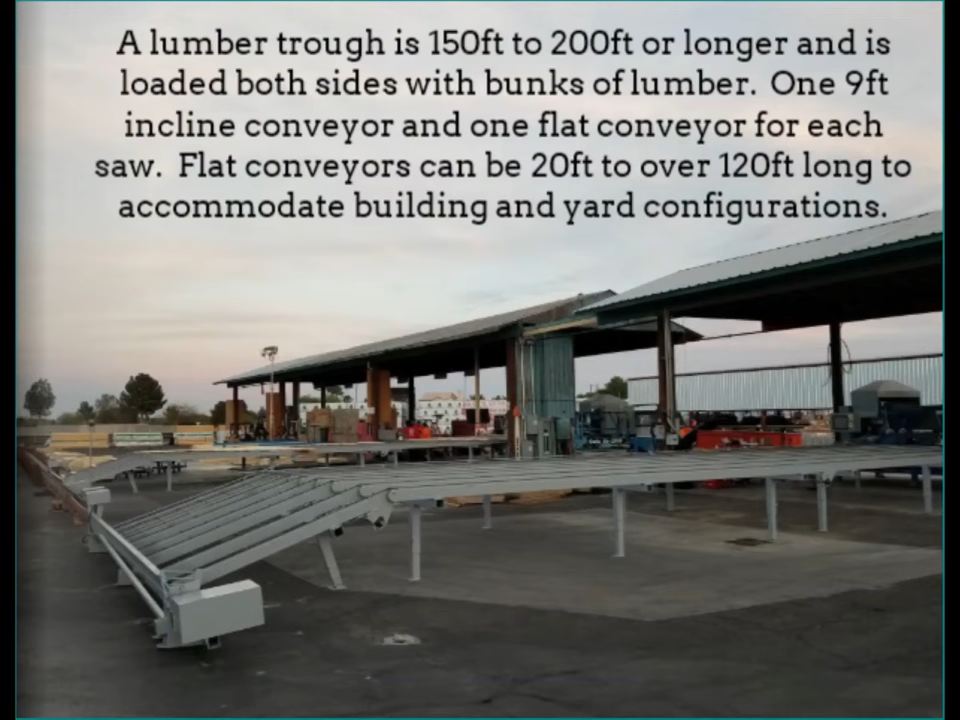 A lumber trough is 150ft to 200ft or longer and is
loaded both sides with bunks of lumber.  One 9ft
incline conveyor and one flat conveyor for each
saw.  Flat conveyors can be 20ft to over 120ft long to
accommodate building and yard configurations.